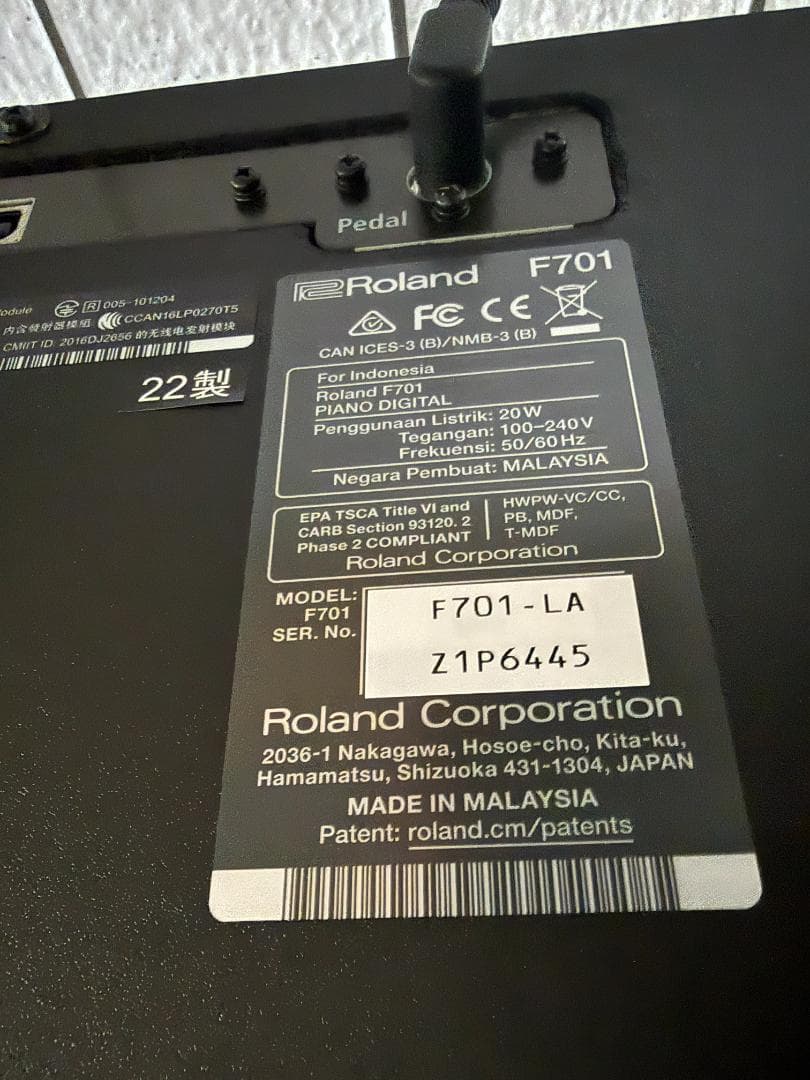 Pedal
Roland F701
FC CE
CAN ICES-3 (B)/NMB-3 (B)
For Indonesia
Roland F701
PIANO DIGITAL
Penggunaan Listrik: 20W
Tegangan: 100–240V
Frekuensi: 50/60Hz
Negara Pembuat: MALAYSIA
EPA TSCA Title VI and
CARB Section 93120. 2
Phase 2 COMPLIANT
HWPW-VC/CC,
PB, MDF,
T-MDF
Roland Corporation
MODEL:
F701
F701-LA
SER. No.
Z1P6445
Roland Corporation
2036-1 Nakagawa, Hosoe-cho, Kita-ku,
Hamamatsu, Shizuoka 431-1304, JAPAN
MADE IN MALAYSIA
Patent: roland.cm/patents
R 005-101204
CCAN16LP0270T5
内含發射器模組
CMIIT ID: 2016DJ2656 的无线电发射模块
22製